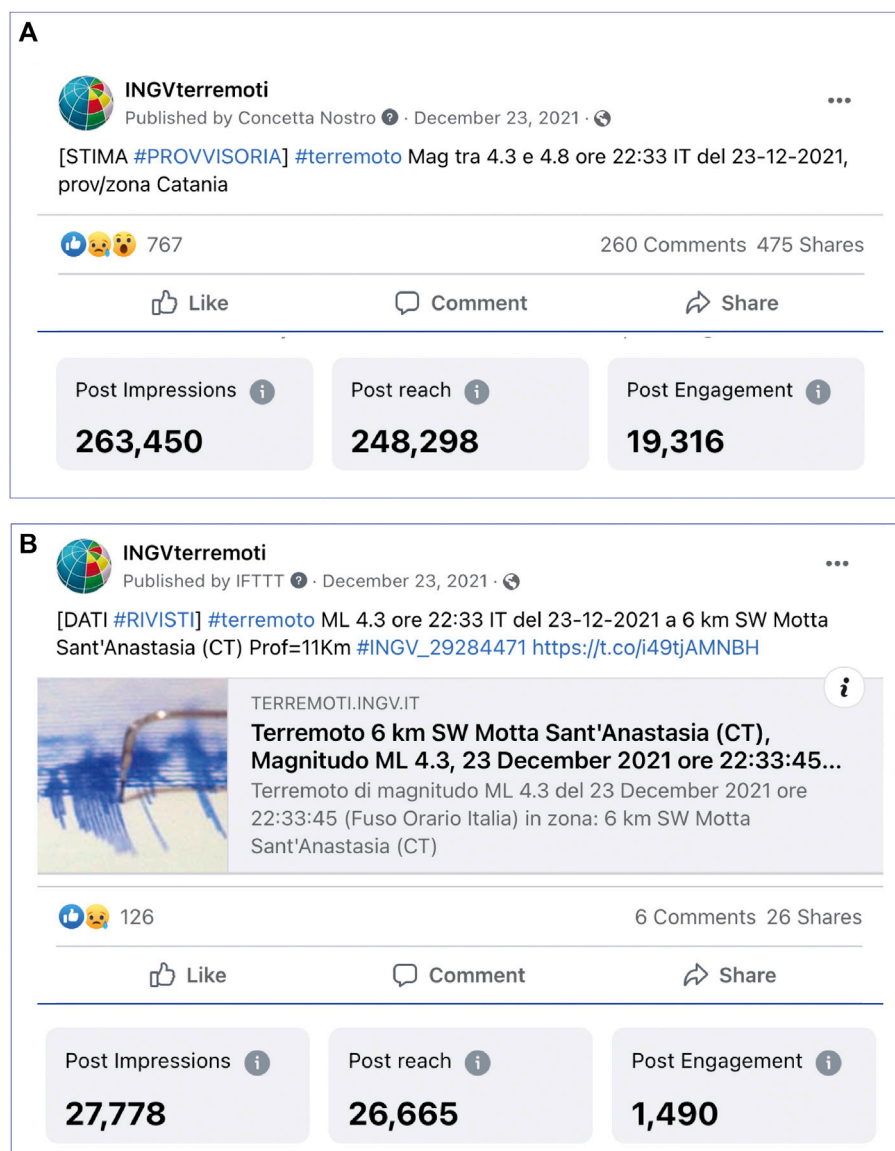 A
INGVterremoti
Published by Concetta Nostro · December 23, 2021 ·
[STIMA #PROVVISORIA] #terremoto Mag tra 4.3 e 4.8 ore 22:33 IT del 23-12-2021,
prov/zona Catania
767 260 Comments 475 Shares
Like Comment Share
Post Impressions Post reach Post Engagement
263,450 248,298 19,316
B
INGVterremoti
Published by IFTTT · December 23, 2021 ·
[DATI #RIVISTI] #terremoto ML 4.3 ore 22:33 IT del 23-12-2021 a 6 km SW Motta
Sant'Anastasia (CT) Prof=11Km #INGV_29284471 https://t.co/i49tjAMNBH
TERREMOTI.INGV.IT
Terremoto 6 km SW Motta Sant'Anastasia (CT),
Magnitudo ML 4.3, 23 December 2021 ore 22:33:45...
Terremoto di magnitudo ML 4.3 del 23 December 2021 ore
22:33:45 (Fuso Orario Italia) in zona: 6 km SW Motta
Sant'Anastasia (CT)
126 6 Comments 26 Shares
Like Comment Share
Post Impressions Post reach Post Engagement
27,778 26,665 1,490